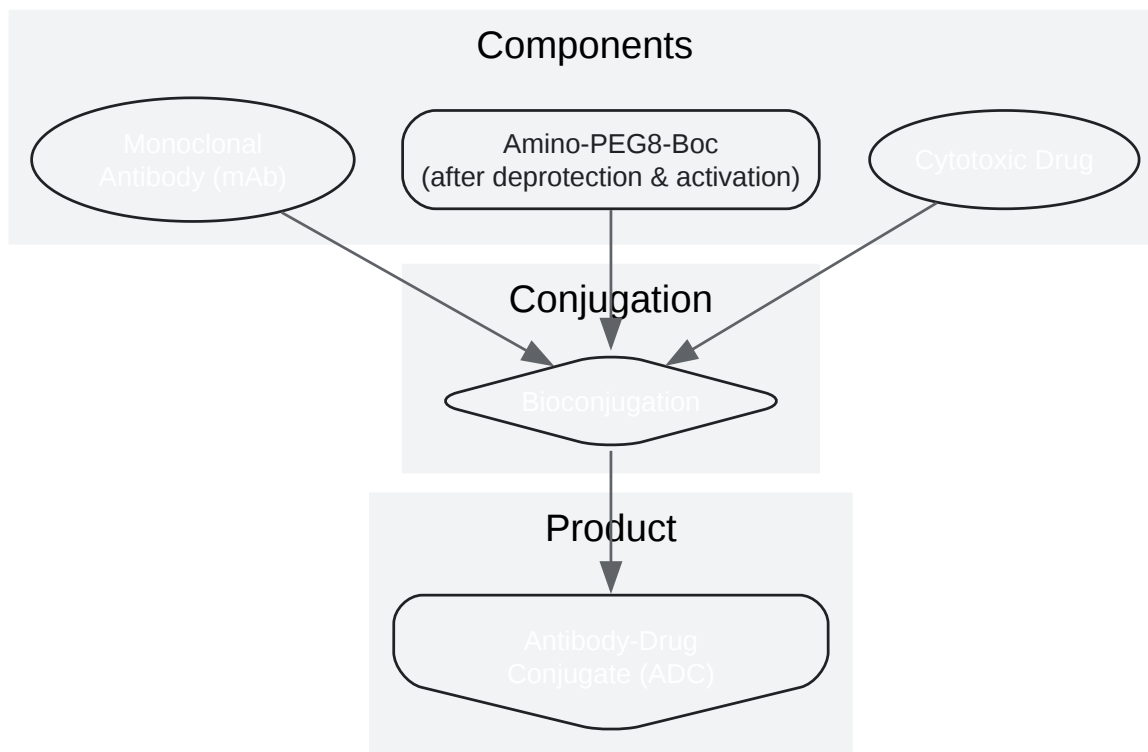 Components
Monoclonal
Antibody (mAb)
Amino-PEG8-Boc
(after deprotection & activation)
Cytotoxic Drug
Conjugation
Bioconjugation
Product
Antibody-Drug
Conjugate (ADC)